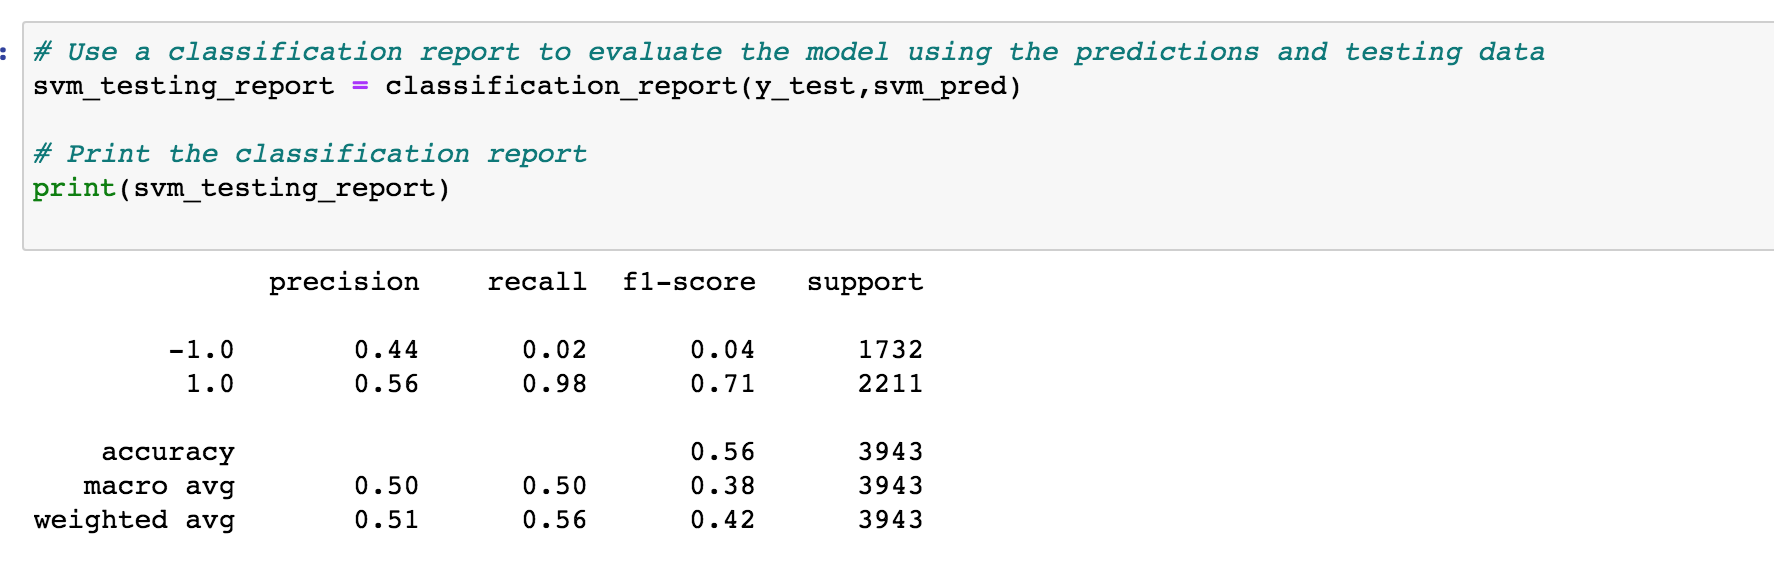 :
# Use a classification report to evaluate the model using the predictions and testing data
svm_testing_report = classification_report(y_test,svm_pred)
# Print the classification report
print(svm_testing_report)
precision recall f1-score support
-1.0 0.44 0.02 0.04 1732
1.0 0.56 0.98 0.71 2211
accuracy 0.56 3943
macro avg 0.50 0.50 0.38 3943
weighted avg 0.51 0.56 0.42 3943